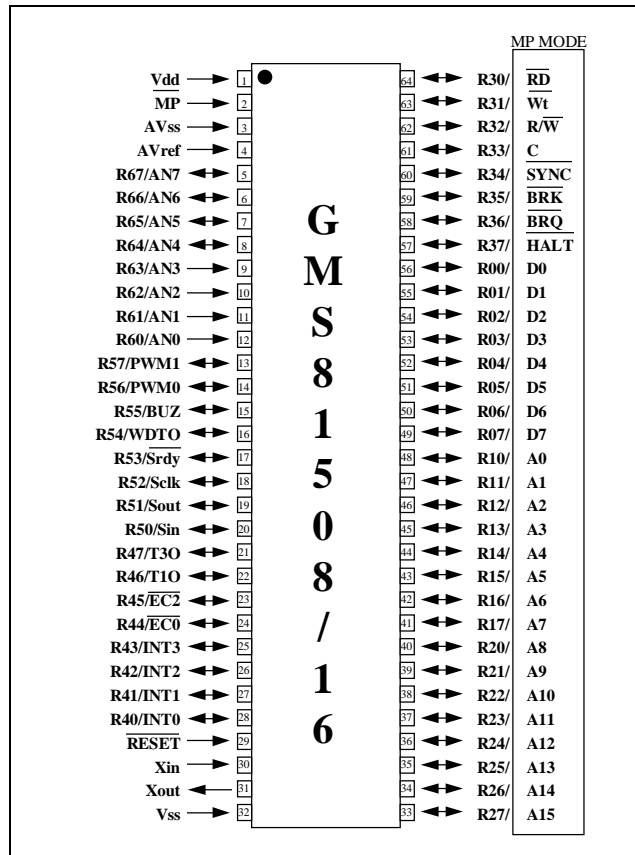 MP MODE
Vdd 1 64 R30/ RD
MP 2 63 R31/ Wt
AVss 3 62 R32/ R/W
AVref 4 61 R33/ C
R67/AN7 5 60 R34/ SYNC
R66/AN6 6 59 R35/ BRK
R65/AN5 7 58 R36/ BRQ
R64/AN4 8 57 R37/ HALT
R63/AN3 9 56 R00/ D0
R62/AN2 10 55 R01/ D1
R61/AN1 11 54 R02/ D2
R60/AN0 12 53 R03/ D3
R57/PWM1 13 52 R04/ D4
R56/PWM0 14 51 R05/ D5
R55/BUZ 15 50 R06/ D6
R54/WDTO 16 49 R07/ D7
R53/Srdy 17 48 R10/ A0
R52/Sclk 18 47 R11/ A1
R51/Sout 19 46 R12/ A2
R50/Sin 20 45 R13/ A3
R47/T3O 21 44 R14/ A4
R46/T1O 22 43 R15/ A5
R45/EC2 23 42 R16/ A6
R44/EC0 24 41 R17/ A7
R43/INT3 25 40 R20/ A8
R42/INT2 26 39 R21/ A9
R41/INT1 27 38 R22/ A10
R40/INT0 28 37 R23/ A11
RESET 29 36 R24/ A12
Xin 30 35 R25/ A13
Xout 31 34 R26/ A14
Vss 32 33 R27/ A15
GMS81508/16